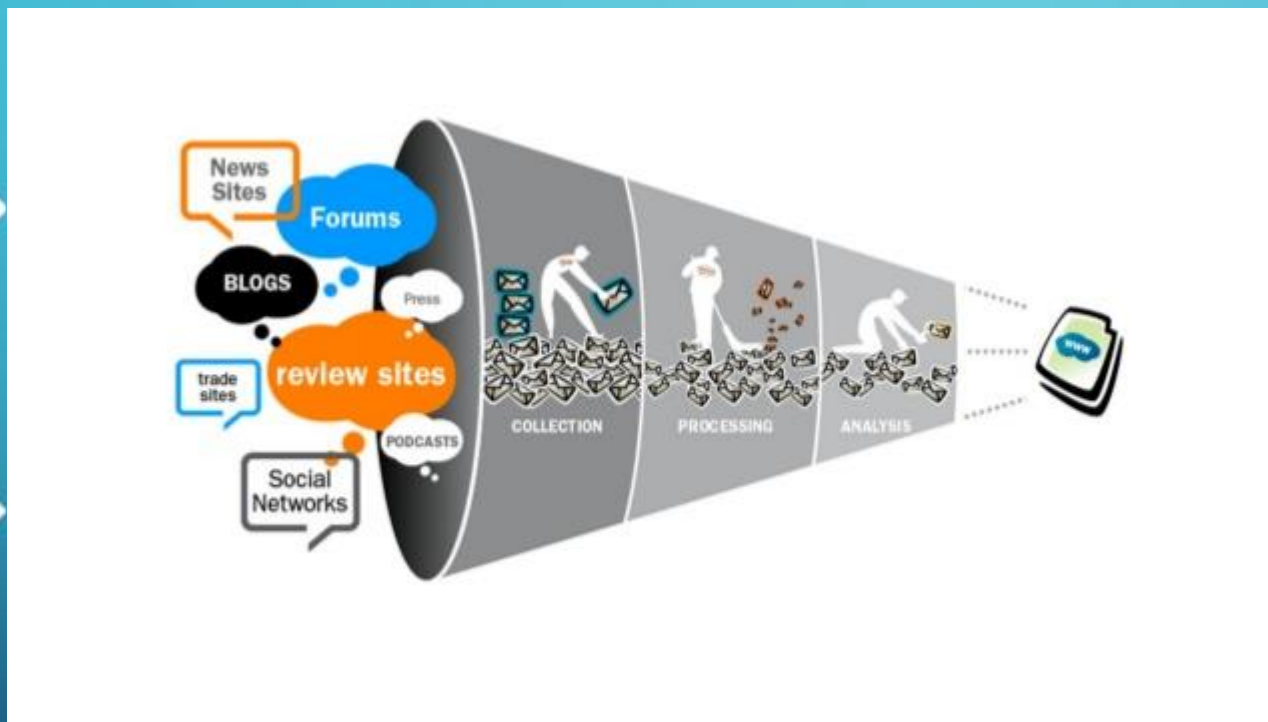 News
Sites
Forums
BLOGS
Press
review sites
trade
sites
PODCASTS
Social
Networks
COLLECTION
PROCESSING
ANALYSIS
www